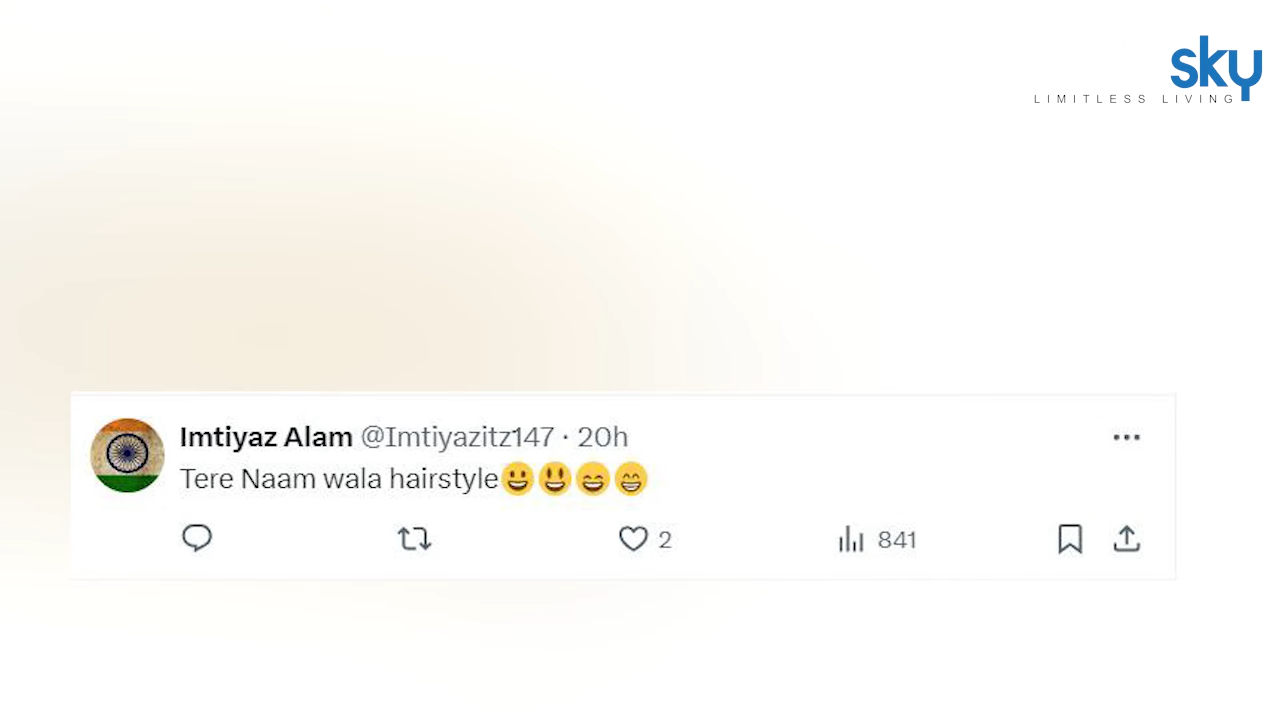 sky
LIMITLESS LIVING
Imtiyaz Alam @Imtiyazitz147 · 20h
Tere Naam wala hairstyle😀😃😄😁
2 841